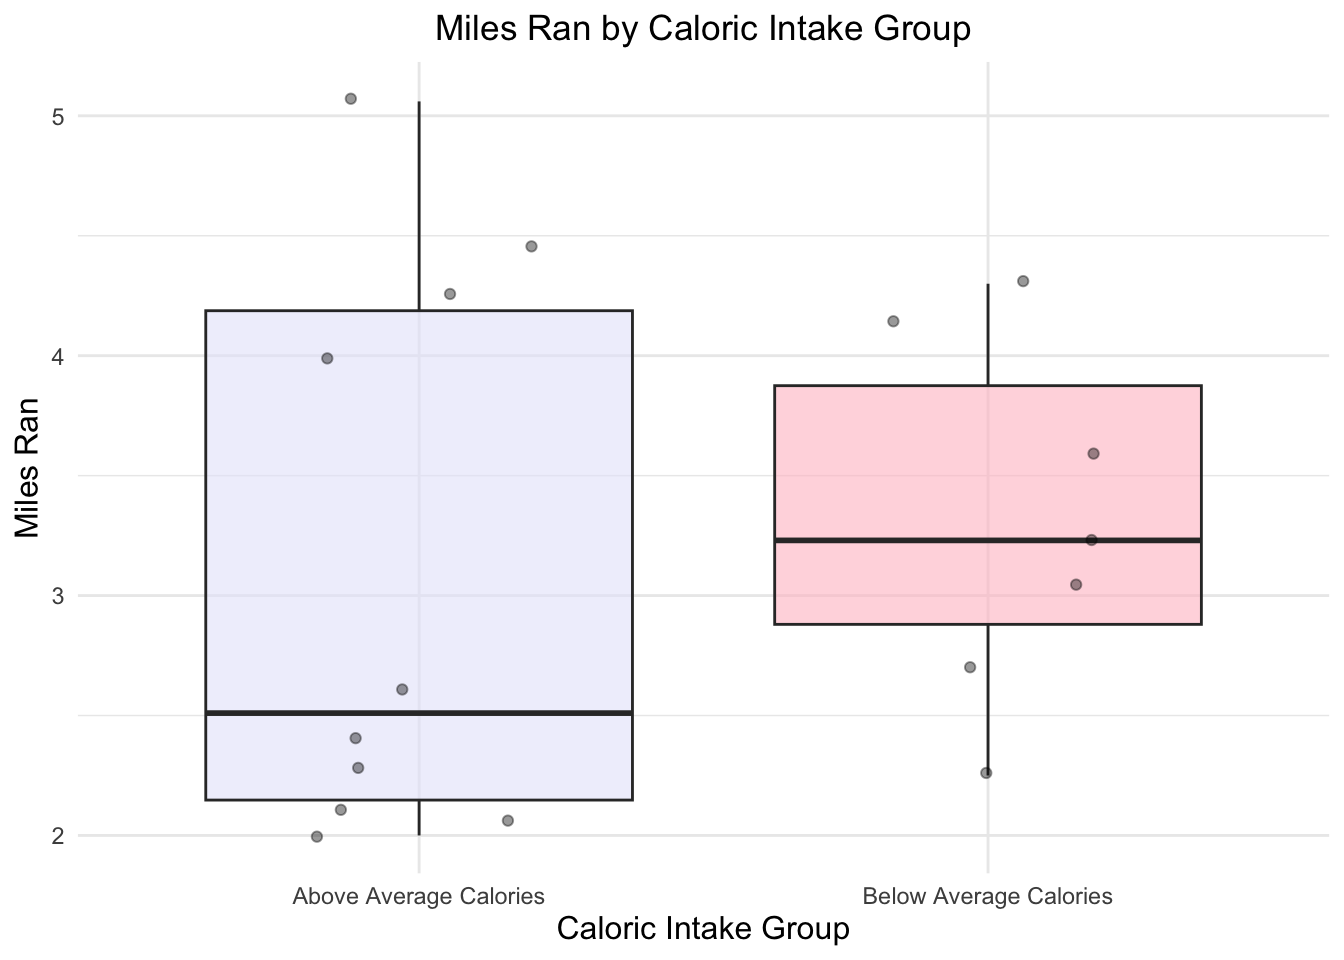 Miles Ran by Caloric Intake Group
Miles Ran
5
4
3
2
Above Average Calories
Below Average Calories
Caloric Intake Group